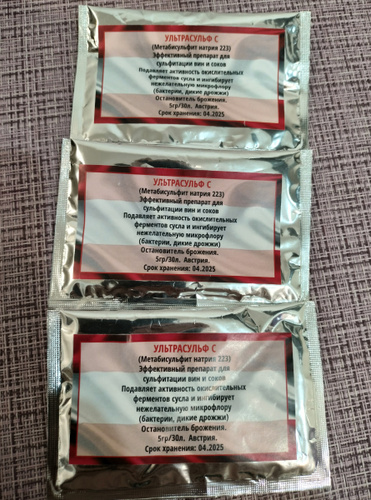 УЛЬТРАСУЛЬФ С
(Метабисульфит натрия 223)
Эффективный препарат для
сульфитации вин и соков
Подавляет активность окислительных
ферментов сусла и ингибирует
нежелательную микрофлору
(бактерии, дикие дрожжи)
Остановитель брожения.
5гр/30л. Австрия.
Срок хранения: 04.2025
УЛЬТРАСУЛЬФ С
(Метабисульфит натрия 223)
Эффективный препарат для
сульфитации вин и соков
Подавляет активность окислительных
ферментов сусла и ингибирует
нежелательную микрофлору
(бактерии, дикие дрожжи)
Остановитель брожения.
5гр/30л. Австрия.
Срок хранения: 04.2025
УЛЬТРАСУЛЬФ С
(Метабисульфит натрия 223)
Эффективный препарат для
сульфитации вин и соков
Подавляет активность окислительных
ферментов сусла и ингибирует
нежелательную микрофлору
(бактерии, дикие дрожжи)
Остановитель брожения.
5гр/30л. Австрия.
Срок хранения: 04.2025